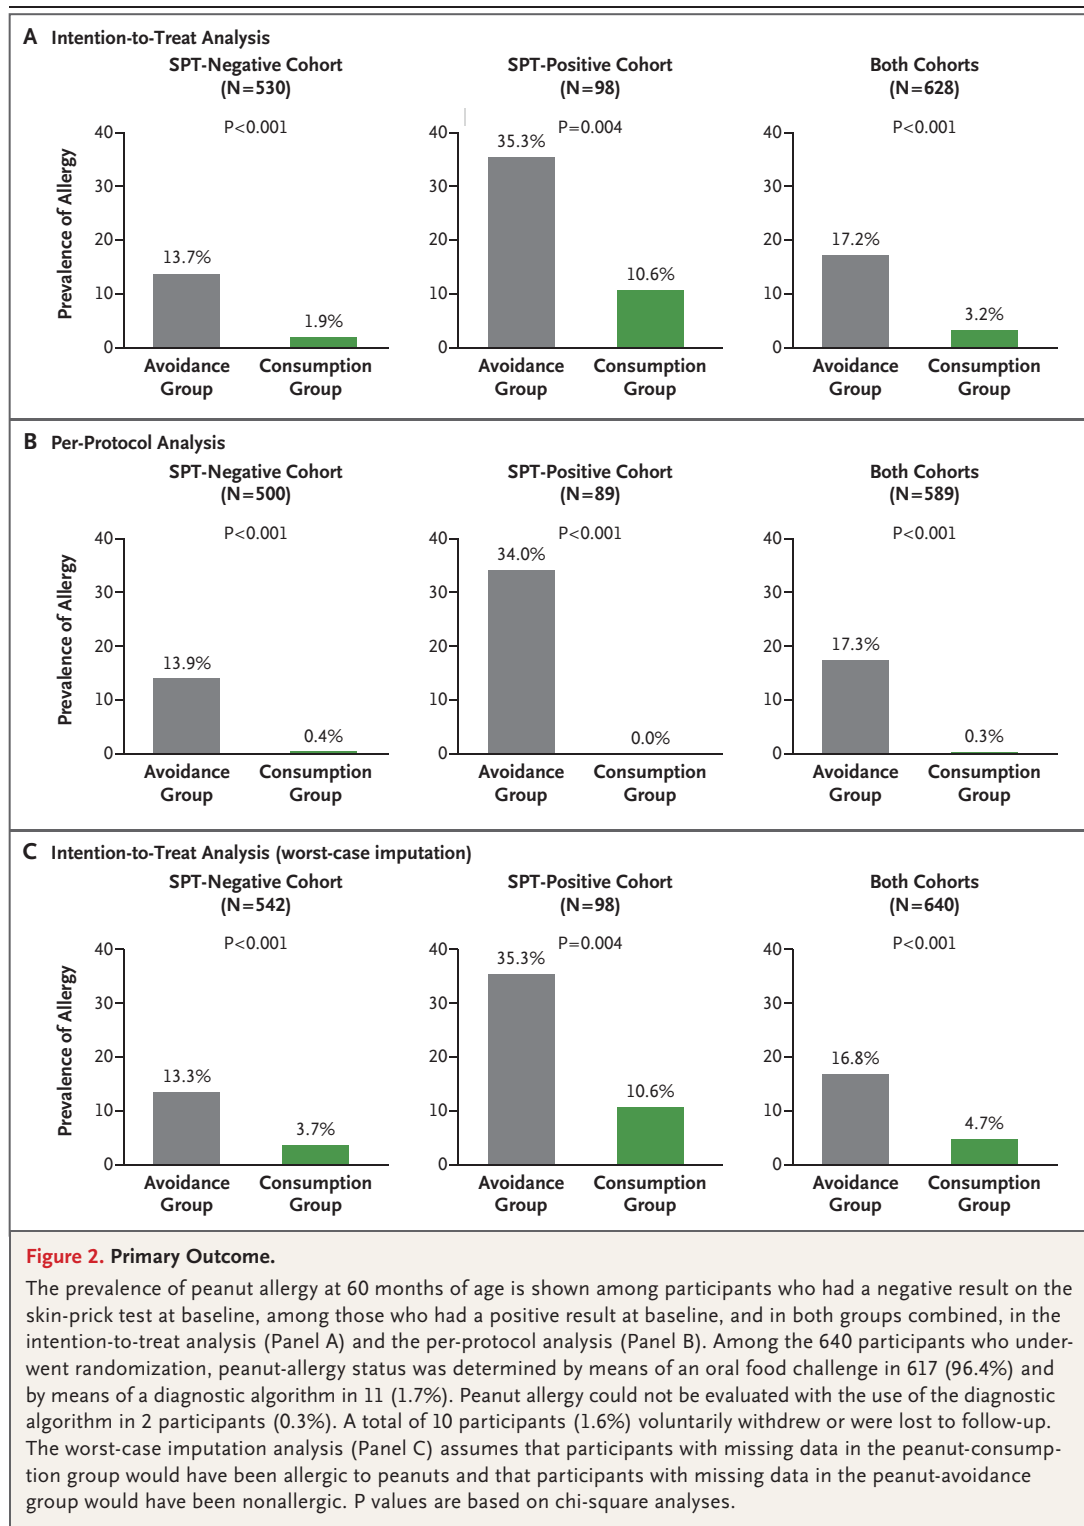 A Intention-to-Treat Analysis
SPT-Negative Cohort
(N=530)
SPT-Positive Cohort
(N=98)
Both Cohorts
(N=628)
Prevalence of Allergy
40
30
20
10
0
P<0.001
13.7%
1.9%
Avoidance
Group
Consumption
Group
40
30
20
10
0
P=0.004
35.3%
10.6%
Avoidance
Group
Consumption
Group
40
30
20
10
0
P<0.001
17.2%
3.2%
Avoidance
Group
Consumption
Group
B Per-Protocol Analysis
SPT-Negative Cohort
(N=500)
SPT-Positive Cohort
(N=89)
Both Cohorts
(N=589)
Prevalence of Allergy
40
30
20
10
0
P<0.001
13.9%
0.4%
Avoidance
Group
Consumption
Group
40
30
20
10
0
P<0.001
34.0%
0.0%
Avoidance
Group
Consumption
Group
40
30
20
10
0
P<0.001
17.3%
0.3%
Avoidance
Group
Consumption
Group
C Intention-to-Treat Analysis (worst-case imputation)
SPT-Negative Cohort
(N=542)
SPT-Positive Cohort
(N=98)
Both Cohorts
(N=640)
Prevalence of Allergy
40
30
20
10
0
P<0.001
13.3%
3.7%
Avoidance
Group
Consumption
Group
40
30
20
10
0
P=0.004
35.3%
10.6%
Avoidance
Group
Consumption
Group
40
30
20
10
0
P<0.001
16.8%
4.7%
Avoidance
Group
Consumption
Group
Figure 2. Primary Outcome.
The prevalence of peanut allergy at 60 months of age is shown among participants who had a negative result on the
skin-prick test at baseline, among those who had a positive result at baseline, and in both groups combined, in the
intention-to-treat analysis (Panel A) and the per-protocol analysis (Panel B). Among the 640 participants who under-
went randomization, peanut-allergy status was determined by means of an oral food challenge in 617 (96.4%) and
by means of a diagnostic algorithm in 11 (1.7%). Peanut allergy could not be evaluated with the use of the diagnostic
algorithm in 2 participants (0.3%). A total of 10 participants (1.6%) voluntarily withdrew or were lost to follow-up.
The worst-case imputation analysis (Panel C) assumes that participants with missing data in the peanut-consump-
tion group would have been allergic to peanuts and that participants with missing data in the peanut-avoidance
group would have been nonallergic. P values are based on chi-square analyses.